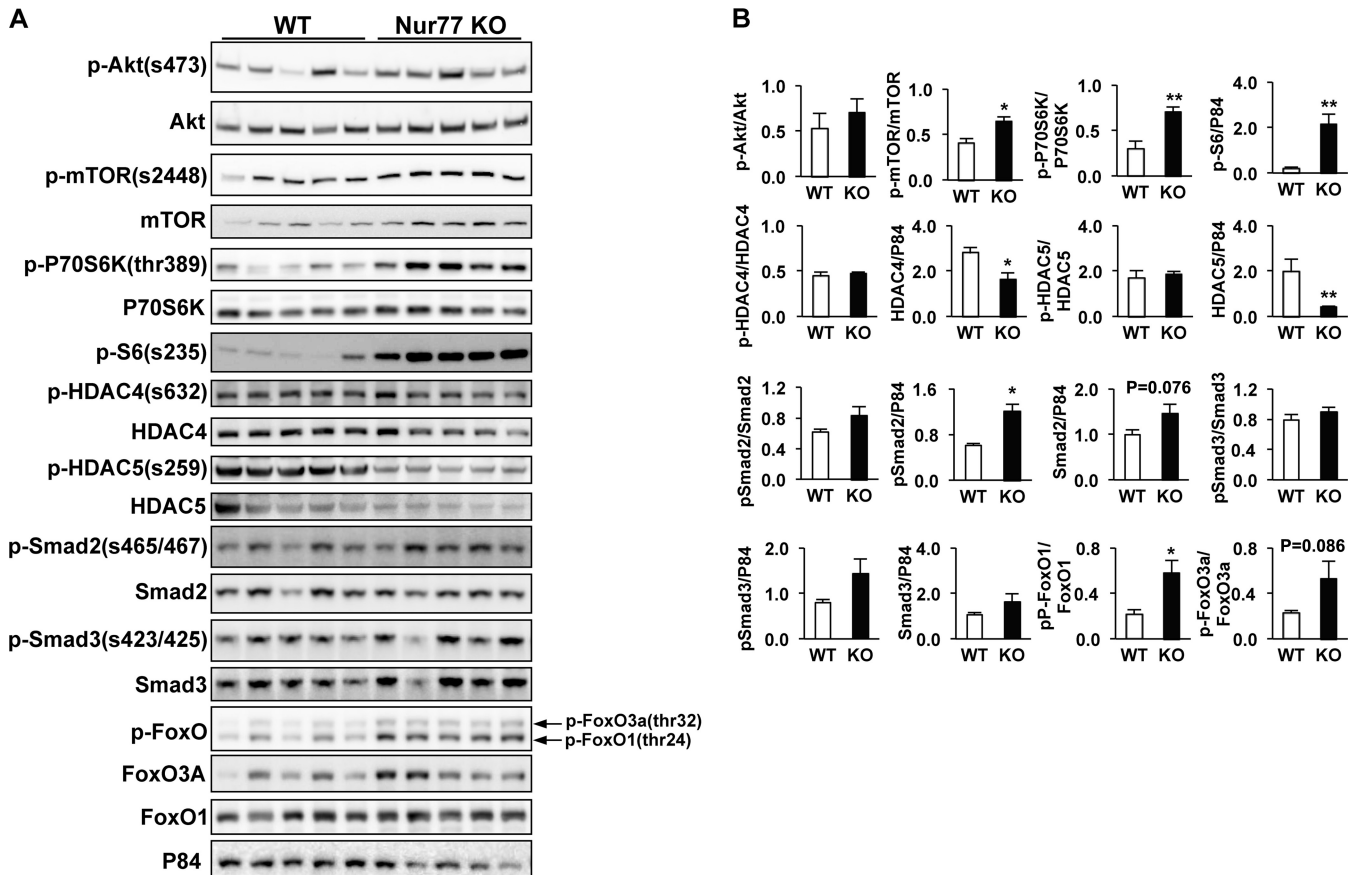 A
WT
Nur77 KO
p-Akt(s473)
Akt
p-mTOR(s2448)
mTOR
p-P70S6K(thr389)
P70S6K
p-S6(s235)
p-HDAC4(s632)
HDAC4
p-HDAC5(s259)
HDAC5
p-Smad2(s465/467)
Smad2
p-Smad3(s423/425)
Smad3
p-FoxO
p-FoxO3a(thr32)
p-FoxO1(thr24)
FoxO3A
FoxO1
P84
B
p-Akt/Akt
1.0
0.5
0.0
WT KO
p-mTOR/mTOR
1.0
0.5
0.0
*
WT KO
p-P70S6K/
P70S6K
1.0
0.5
0.0
**
WT KO
p-S6/P84
4.0
2.0
0.0
**
WT KO
p-HDAC4/HDAC4
1.0
0.5
0.0
WT KO
HDAC4/P84
4.0
2.0
0.0
*
WT KO
p-HDAC5/
HDAC5
4.0
2.0
0.0
WT KO
HDAC5/P84
4.0
2.0
0.0
**
WT KO
pSmad2/Smad2
1.2
0.8
0.4
0.0
WT KO
pSmad2/P84
1.6
0.8
0.0
*
WT KO
Smad2/P84
2.0
1.0
0.0
P=0.076
WT KO
pSmad3/Smad3
1.2
0.8
0.4
0.0
WT KO
pSmad3/P84
2.0
1.0
0.0
WT KO
Smad3/P84
4.0
2.0
0.0
WT KO
pP-FoxO1/
FoxO1
0.8
0.4
0.0
*
WT KO
p-FoxO3a/
FoxO3a
0.8
0.4
0.0
P=0.086
WT KO